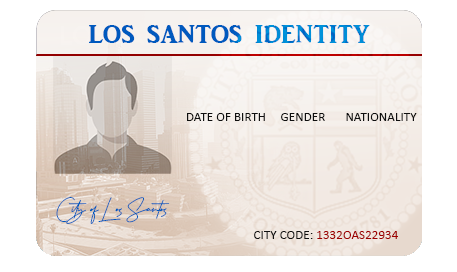 LOS SANTOS IDENTITY
DATE OF BIRTH GENDER NATIONALITY
City of Los Santos
CITY CODE: 1332OAS22934